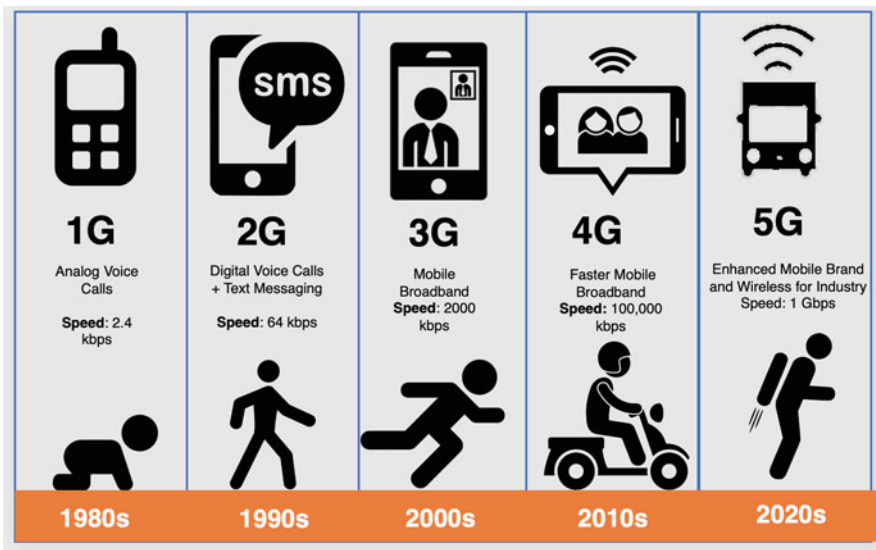 sms
1G
Analog Voice
Calls
Speed: 2.4
kbps
1980s
2G
Digital Voice Calls
+ Text Messaging
Speed: 64 kbps
1990s
3G
Mobile
Broadband
Speed: 2000
kbps
2000s
4G
Faster Mobile
Broadband
Speed: 100,000
kbps
2010s
5G
Enhanced Mobile Brand
and Wireless for Industry
Speed: 1 Gbps
2020s